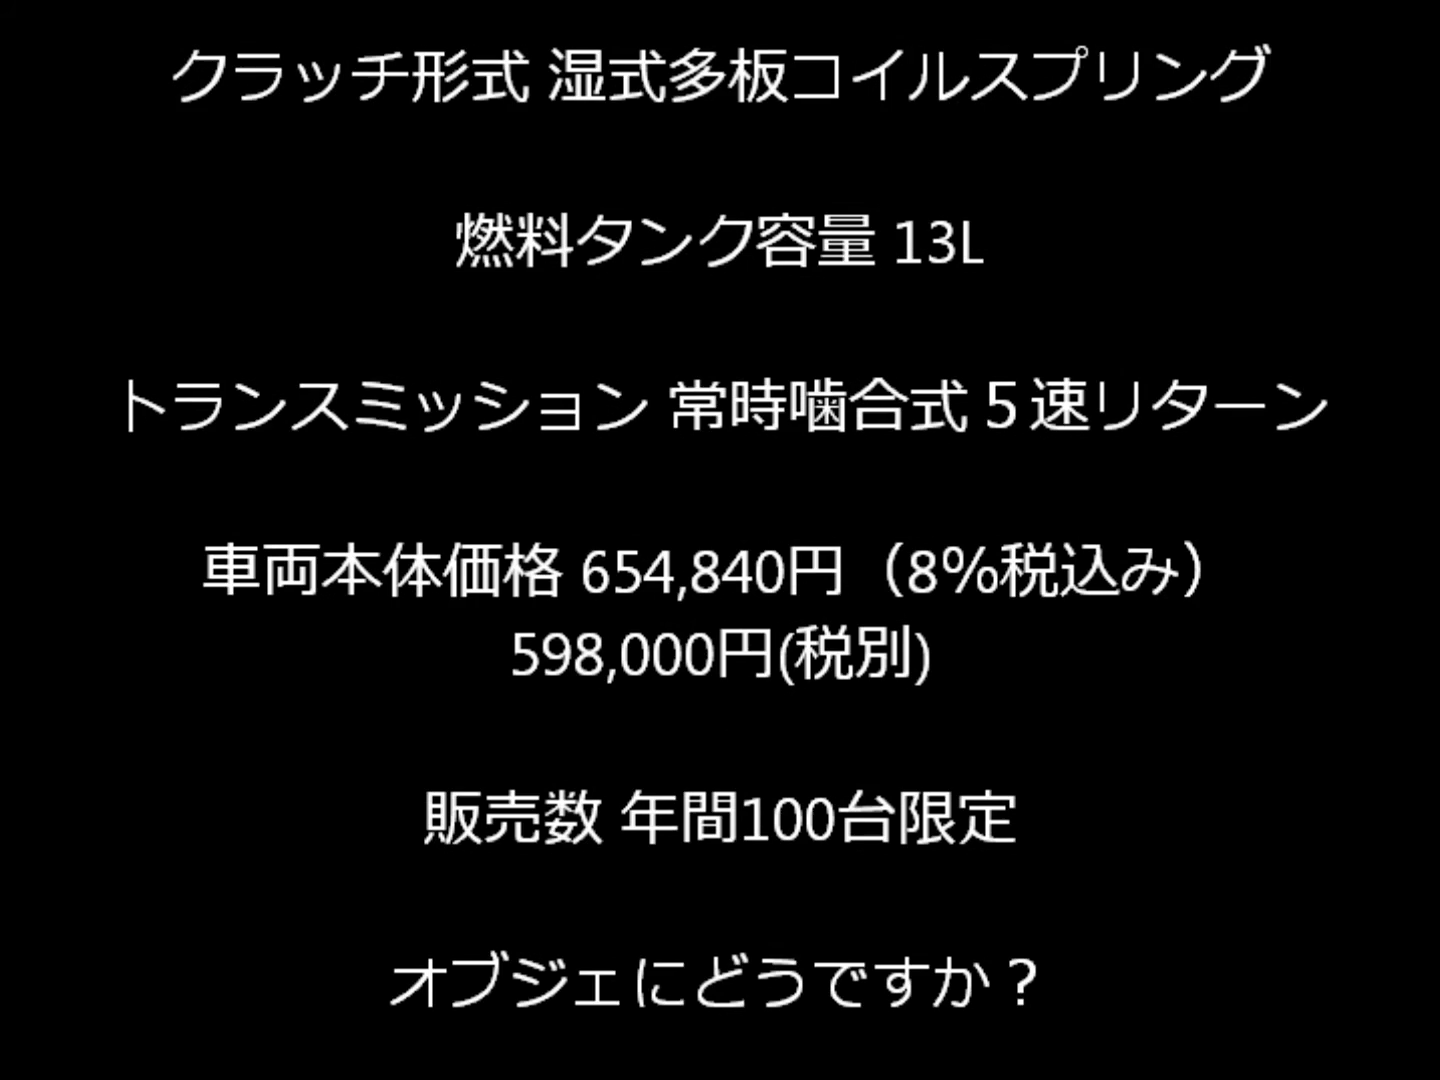 クラッチ形式 湿式多板コイルスプリング
燃料タンク容量 13L
トランスミッション 常時噛合式５速リターン
車両本体価格 654,840円（8％税込み）
598,000円(税別)
販売数 年間100台限定
オブジェにどうですか？